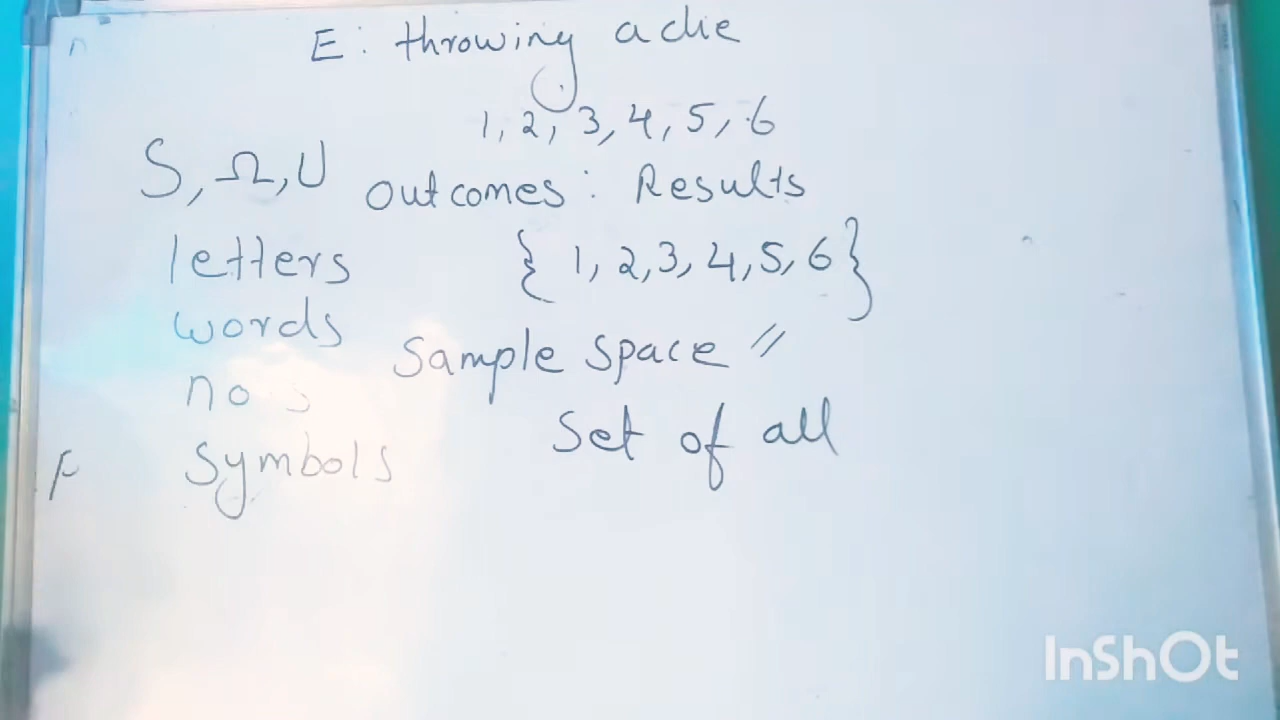 E: throwing a die
1, 2, 3, 4, 5, 6
S, Ω, U
outcomes: Results
letters
{ 1, 2, 3, 4, 5, 6 }
words
Sample space //
nos
Set of all
symbols
InShOt